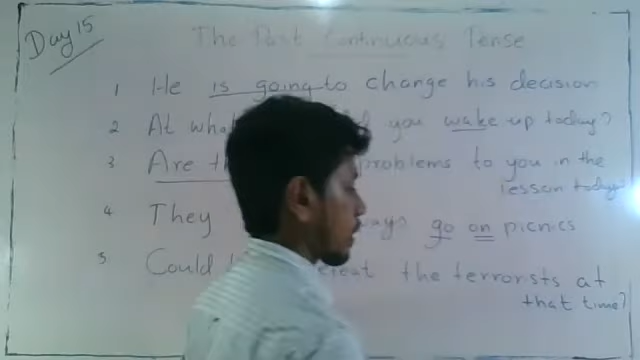 Day 15
The Past Continuous Tense
1 He is going to change his decision
2 At what you wake up today?
3 Are problems to you in the
lesson today
4 They go on picnics
5 Could the terrorists at
that time?